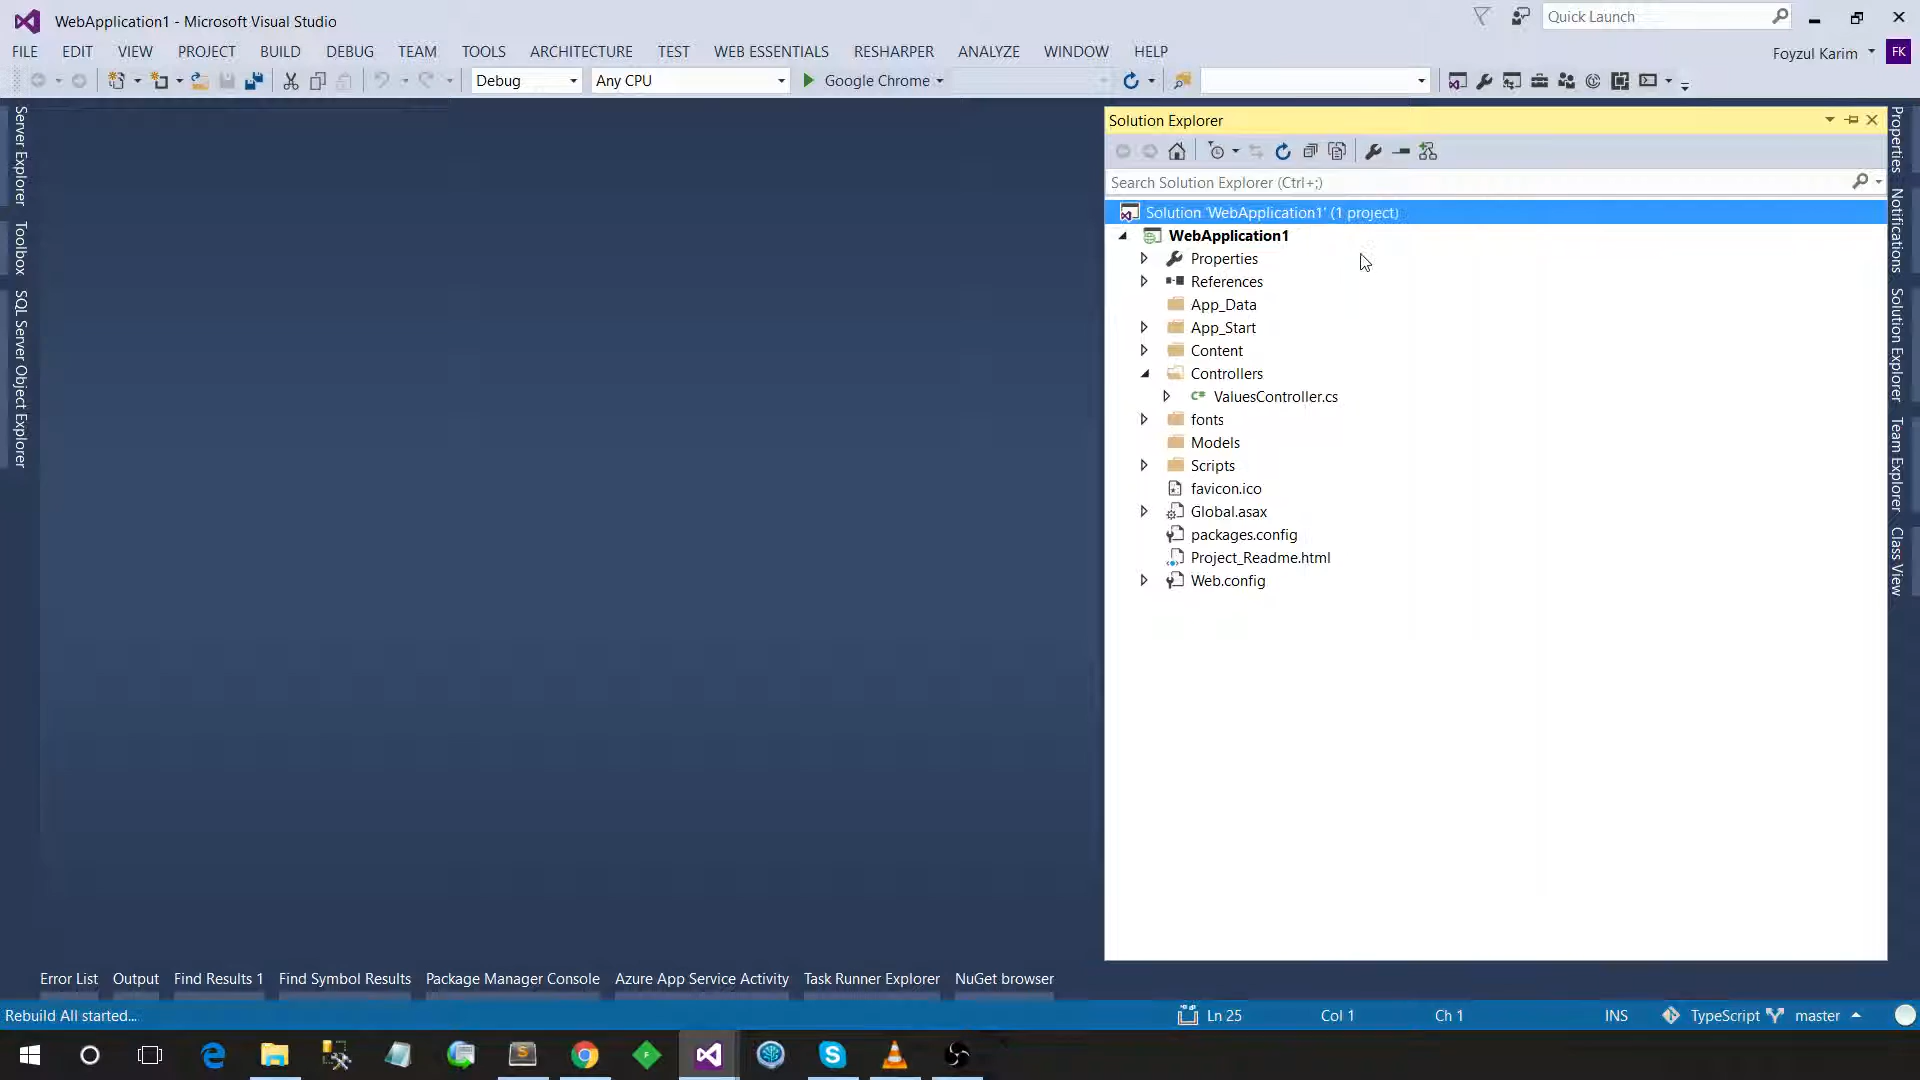 WebApplication1 - Microsoft Visual Studio
Quick Launch
FILE EDIT VIEW PROJECT BUILD DEBUG TEAM TOOLS ARCHITECTURE TEST WEB ESSENTIALS RESHARPER ANALYZE WINDOW HELP
Foyzul Karim FK
Debug Any CPU Google Chrome
Server Explorer
Toolbox
SQL Server Object Explorer
Solution Explorer
Search Solution Explorer (Ctrl+;)
Solution 'WebApplication1' (1 project)
WebApplication1
Properties
References
App_Data
App_Start
Content
Controllers
ValuesController.cs
fonts
Models
Scripts
favicon.ico
Global.asax
packages.config
Project_Readme.html
Web.config
Properties
Notifications
Solution Explorer
Team Explorer
Class View
Error List Output Find Results 1 Find Symbol Results Package Manager Console Azure App Service Activity Task Runner Explorer NuGet browser
Rebuild All started... Ln 25 Col 1 Ch 1 INS TypeScript master